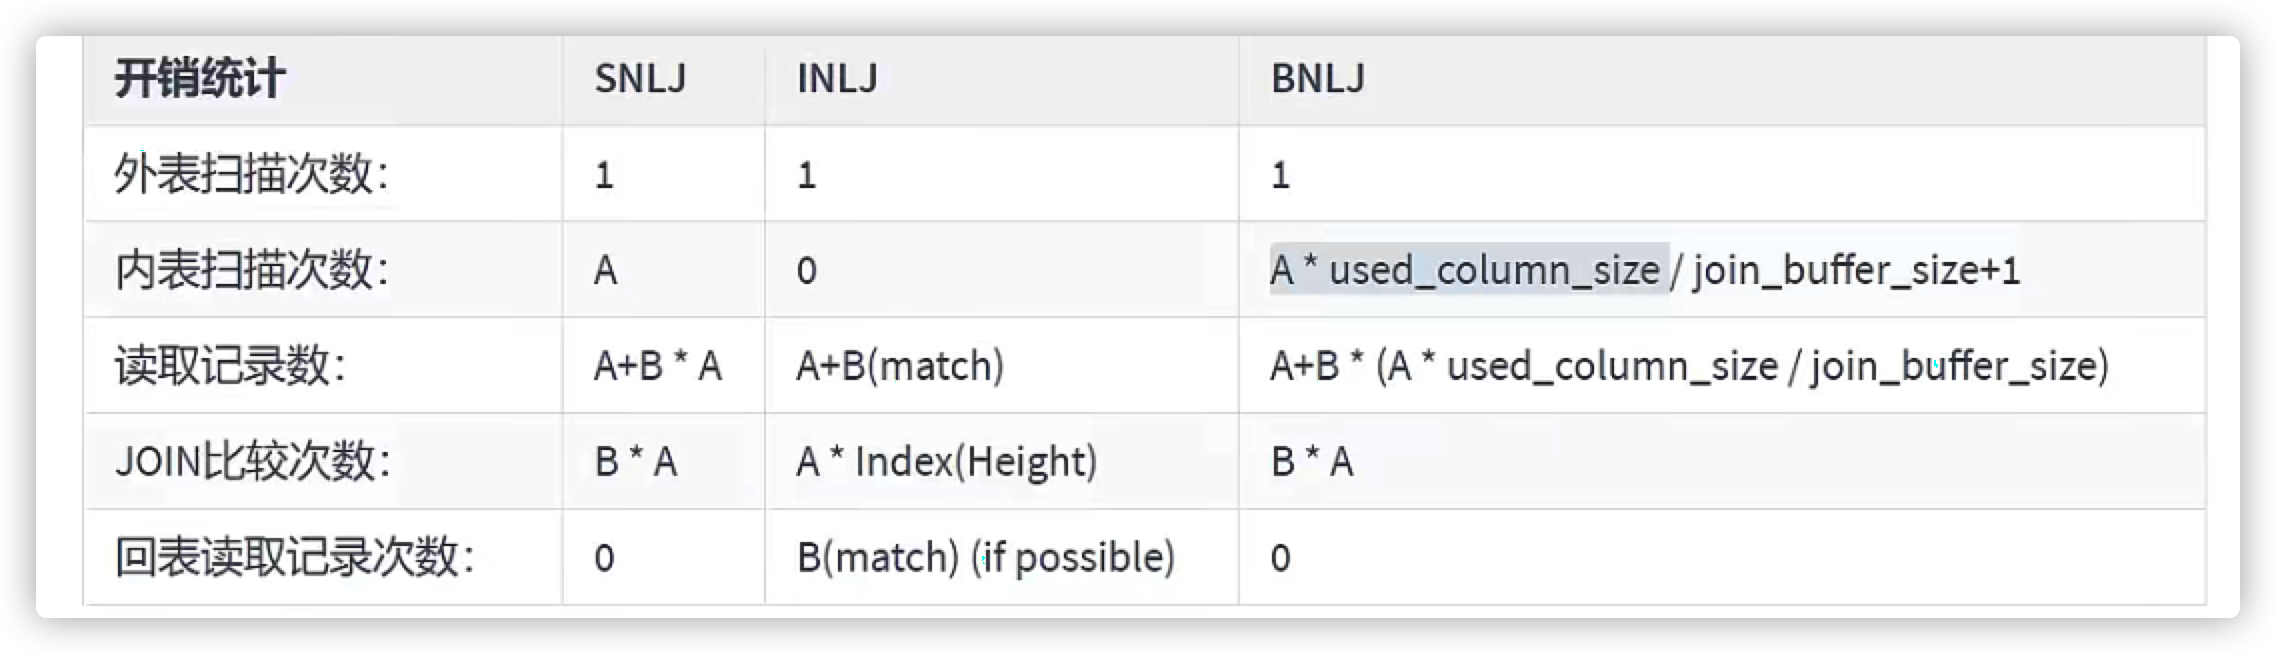 开销统计 SNLJ INLJ BNLJ
外表扫描次数： 1 1 1
内表扫描次数： A 0 A * used_column_size / join_buffer_size+1
读取记录数： A+B * A A+B(match) A+B * (A * used_column_size / join_buffer_size)
JOIN比较次数： B * A A * Index(Height) B * A
回表读取记录次数： 0 B(match) (if possible) 0